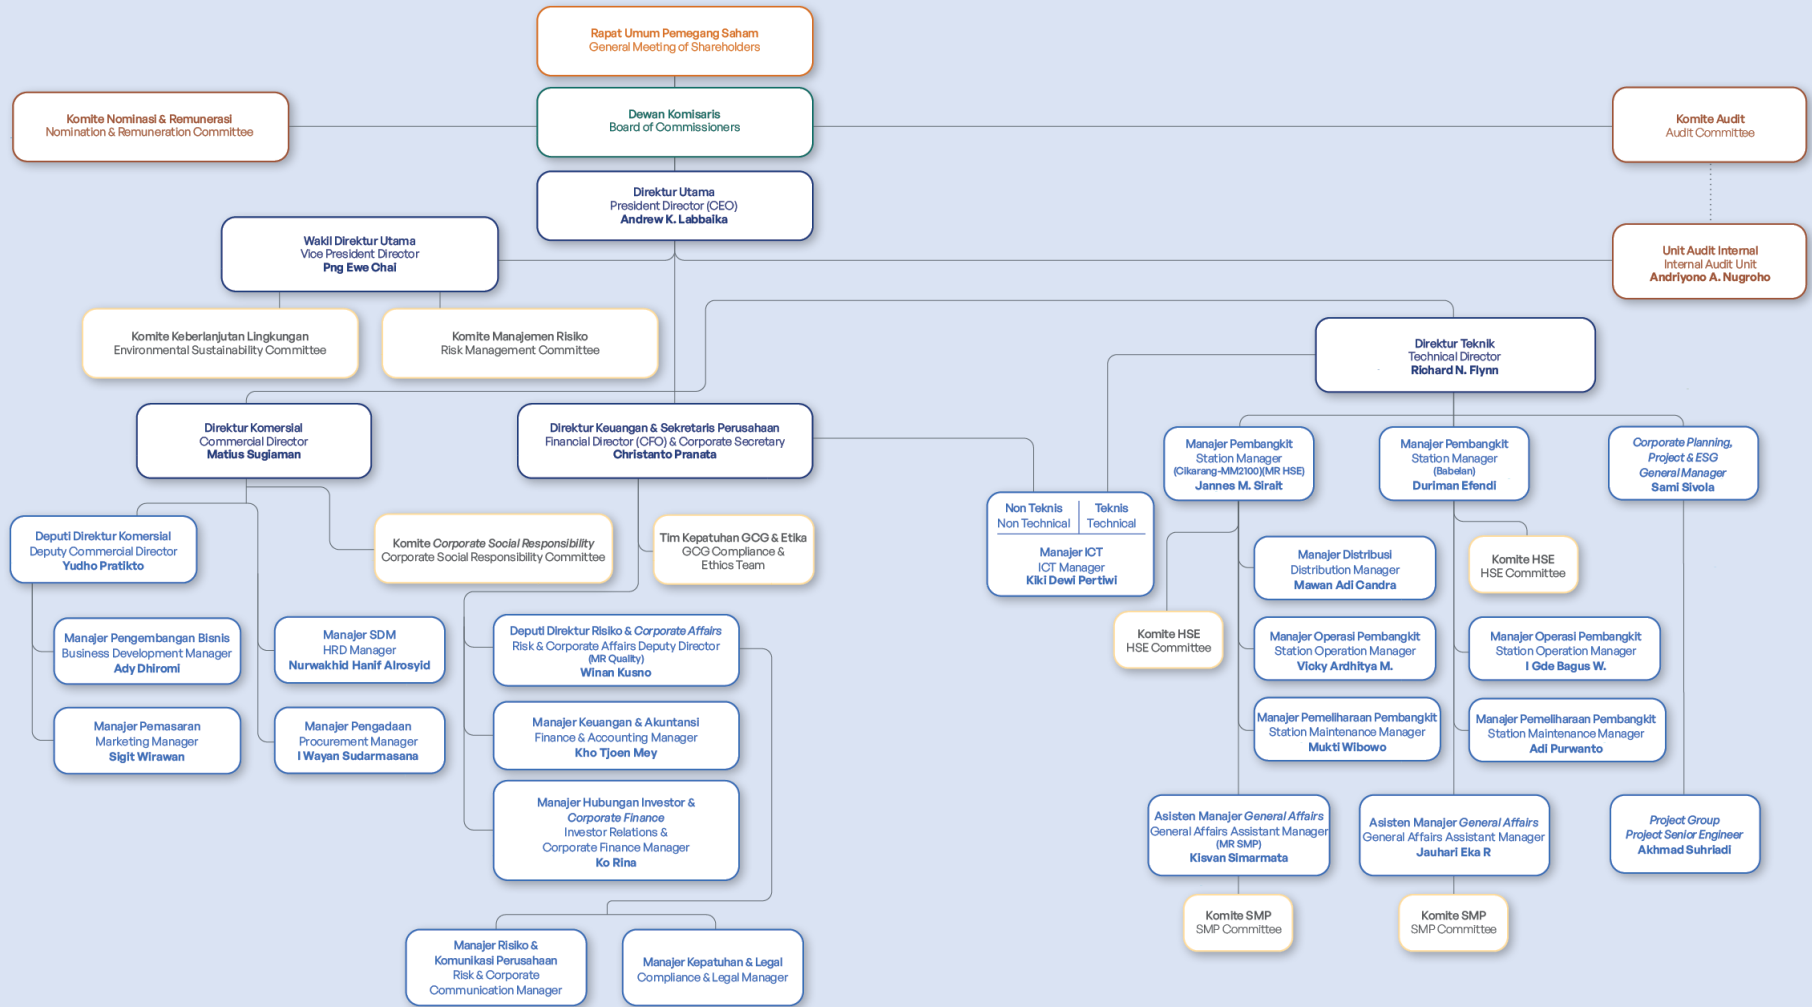 Rapat Umum Pemegang Saham
General Meeting of Shareholders
Komite Nominasi & Remunerasi
Nomination & Remuneration Committee
Dewan Komisaris
Board of Commissioners
Komite Audit
Audit Committee
Direktur Utama
President Director (CEO)
Andrew K. Labbaika
Wakil Direktur Utama
Vice President Director
Png Ewe Chai
Unit Audit Internal
Internal Audit Unit
Andriyono A. Nugroho
Komite Keberlanjutan Lingkungan
Environmental Sustainability Committee
Komite Manajemen Risiko
Risk Management Committee
Direktur Teknik
Technical Director
Richard N. Flynn
Direktur Komersial
Commercial Director
Matius Sugiaman
Direktur Keuangan & Sekretaris Perusahaan
Financial Director (CFO) & Corporate Secretary
Christanto Pranata
Manajer Pembangkit
Station Manager
(Cikarang-MM2100)(MR HSE)
Jannes M. Sirait
Manajer Pembangkit
Station Manager
(Babelan)
Duriman Efendi
Corporate Planning,
Project & ESG
General Manager
Sami Sivola
Deputi Direktur Komersial
Deputy Commercial Director
Yudho Pratikto
Komite Corporate Social Responsibility
Corporate Social Responsibility Committee
Tim Kepatuhan GCG & Etika
GCG Compliance &
Ethics Team
Non Teknis
Non Technical
Teknis
Technical
Manajer ICT
ICT Manager
Kiki Dewi Pertiwi
Manajer Distribusi
Distribution Manager
Mawan Adi Candra
Komite HSE
HSE Committee
Manajer Pengembangan Bisnis
Business Development Manager
Ady Dhiromi
Manajer SDM
HRD Manager
Nurwakhid Hanif Alrosyid
Deputi Direktur Risiko & Corporate Affairs
Risk & Corporate Affairs Deputy Director
(MR Quality)
Winan Kusno
Komite HSE
HSE Committee
Manajer Operasi Pembangkit
Station Operation Manager
Vicky Ardhitya M.
Manajer Operasi Pembangkit
Station Operation Manager
I Gde Bagus W.
Manajer Pemasaran
Marketing Manager
Sigit Wirawan
Manajer Pengadaan
Procurement Manager
I Wayan Sudarmasana
Manajer Keuangan & Akuntansi
Finance & Accounting Manager
Kho Tjoen Mey
Manajer Pemeliharaan Pembangkit
Station Maintenance Manager
Mukti Wibowo
Manajer Pemeliharaan Pembangkit
Station Maintenance Manager
Adi Purwanto
Manajer Hubungan Investor &
Corporate Finance
Investor Relations &
Corporate Finance Manager
Ko Rina
Asisten Manajer General Affairs
General Affairs Assistant Manager
(MR SMP)
Kisvan Simarmata
Asisten Manajer General Affairs
General Affairs Assistant Manager
Jauhari Eka R
Project Group
Project Senior Engineer
Akhmad Suhriadi
Komite SMP
SMP Committee
Komite SMP
SMP Committee
Manajer Risiko &
Komunikasi Perusahaan
Risk & Corporate
Communication Manager
Manajer Kepatuhan & Legal
Compliance & Legal Manager